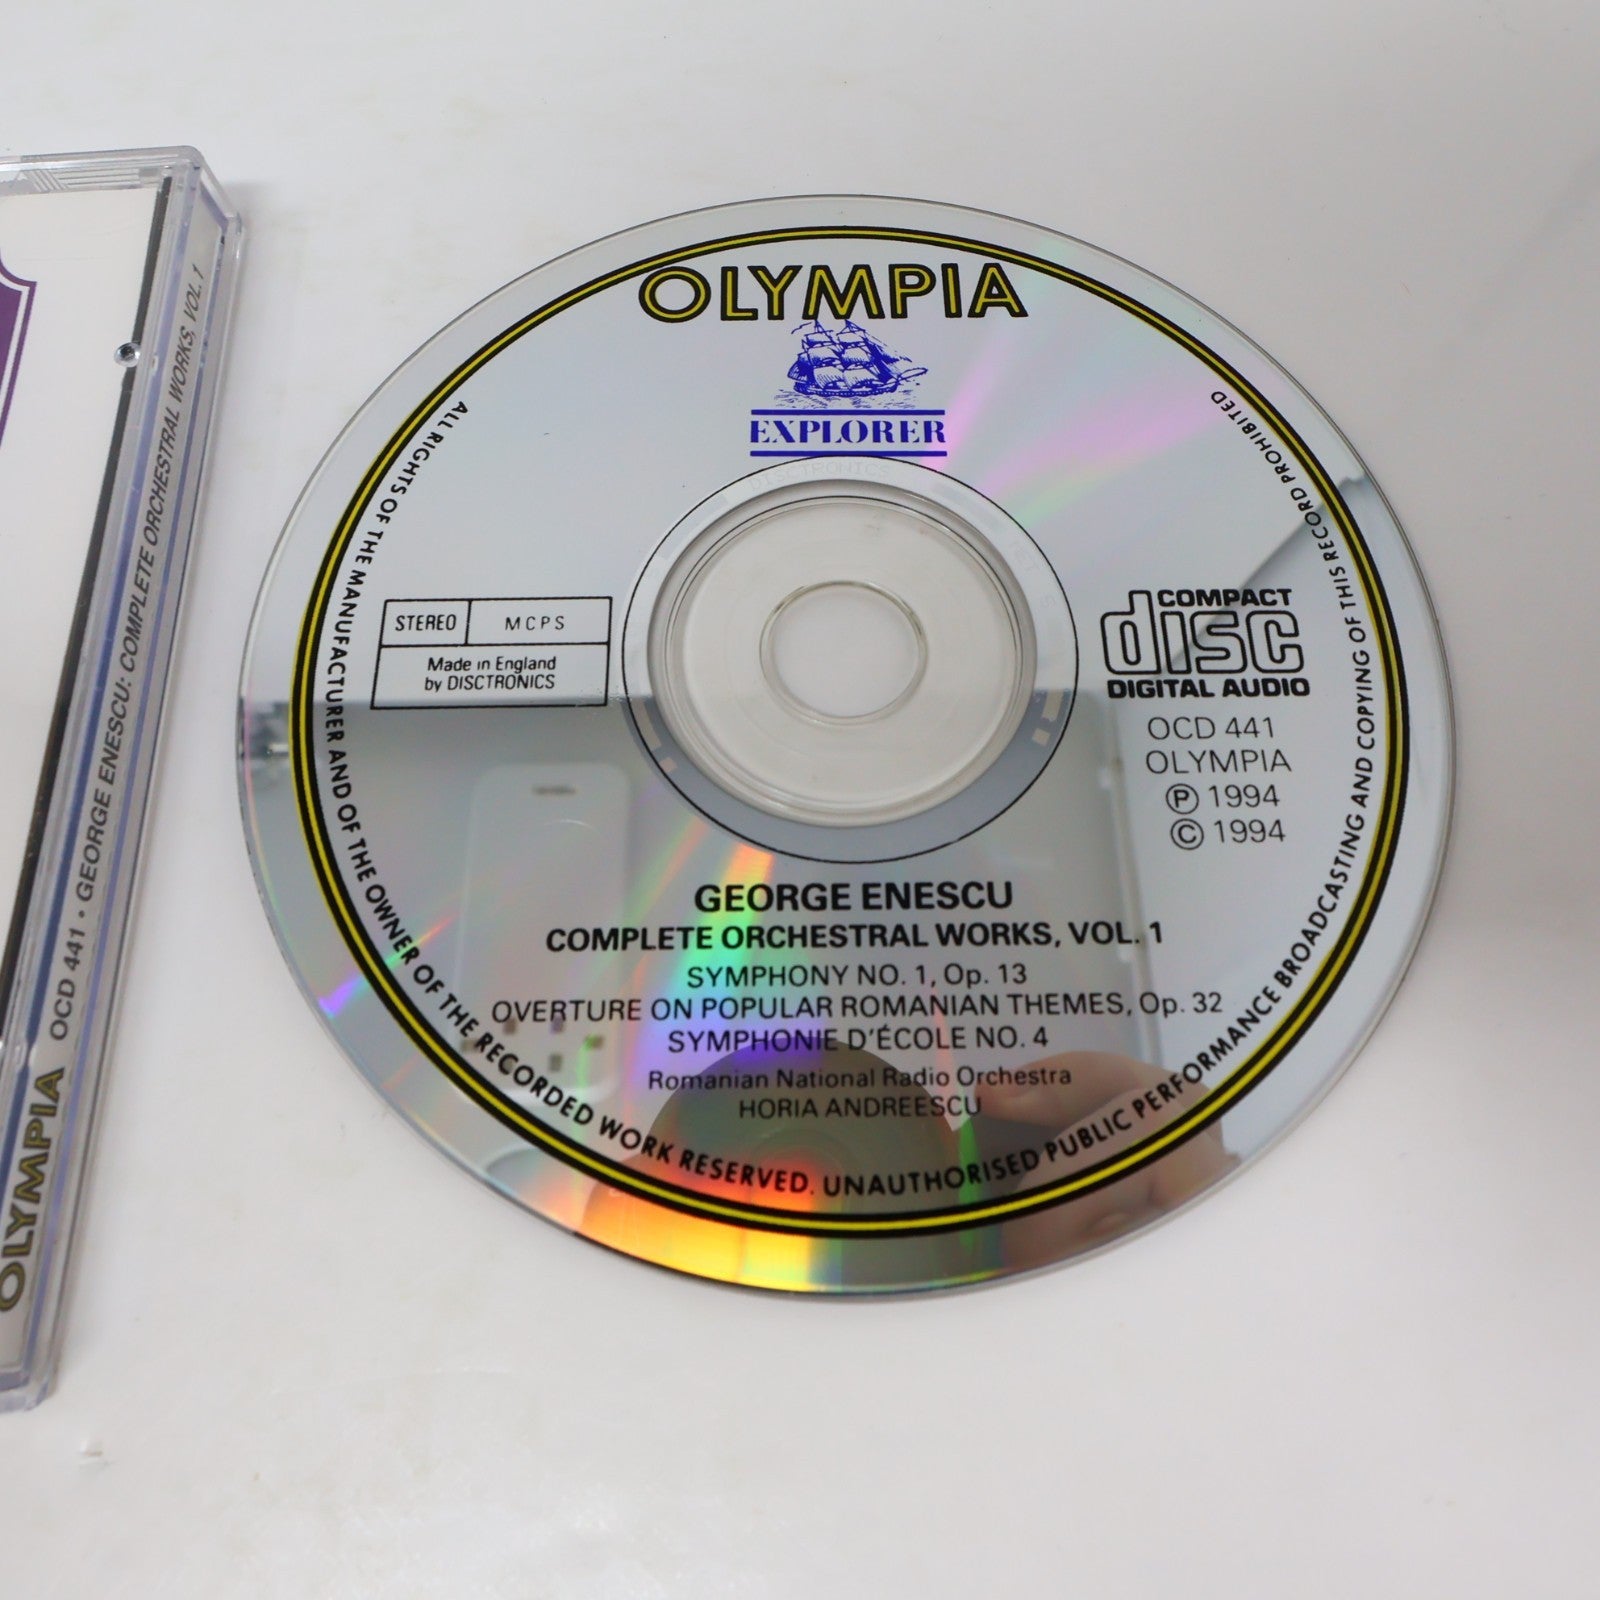 OLYMPIA
EXPLORER
DISCTRONICS
STEREO
MCPS
Made in England
by DISCTRONICS
COMPACT
disc
DIGITAL AUDIO
OCD 441
OLYMPIA
Ⓟ 1994
© 1994
GEORGE ENESCU
COMPLETE ORCHESTRAL WORKS, VOL. 1
SYMPHONY NO. 1, Op. 13
OVERTURE ON POPULAR ROMANIAN THEMES, Op. 32
SYMPHONIE D'ÉCOLE NO. 4
Romanian National Radio Orchestra
HORIA ANDREESCU
ALL RIGHTS OF THE MANUFACTURER AND OF THE OWNER OF THE RECORDED WORK RESERVED. UNAUTHORISED PUBLIC PERFORMANCE BROADCASTING AND COPYING OF THIS RECORD PROHIBITED
OLYMPIA OCD 441 · GEORGE ENESCU: COMPLETE ORCHESTRAL WORKS, VOL. 1